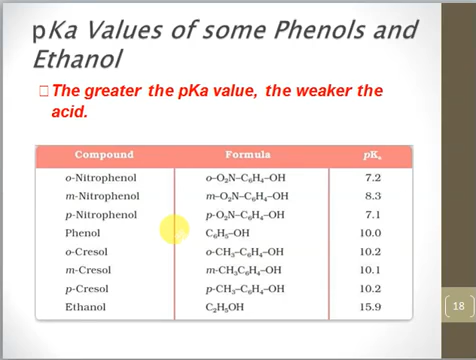 pKa Values of some Phenols and
Ethanol
The greater the pKa value, the weaker the
acid.
Compound Formula pKₐ
o-Nitrophenol o–O₂N–C₆H₄–OH 7.2
m-Nitrophenol m–O₂N–C₆H₄–OH 8.3
p-Nitrophenol p-O₂N–C₆H₄–OH 7.1
Phenol C₆H₅–OH 10.0
o-Cresol o-CH₃–C₆H₄–OH 10.2
m-Cresol m-CH₃C₆H₄–OH 10.1
p-Cresol p-CH₃–C₆H₄–OH 10.2
Ethanol C₂H₅OH 15.9
18